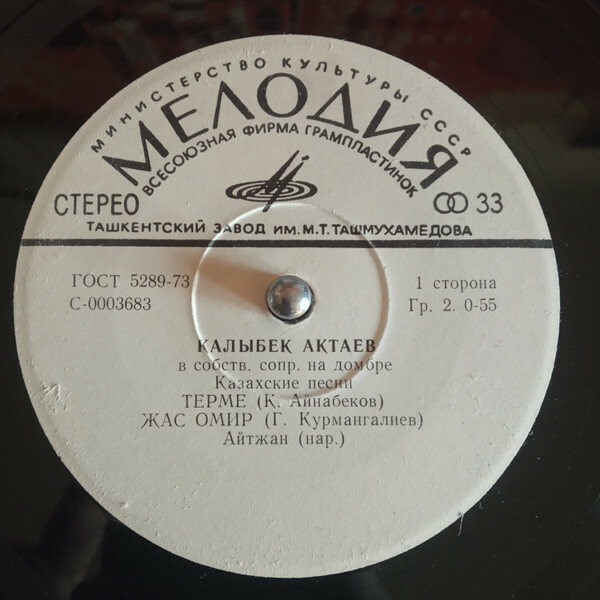 МИНИСТЕРСТВО КУЛЬТУРЫ СССР
МЕЛОДИЯ
ВСЕСОЮЗНАЯ ФИРМА ГРАМПЛАСТИНОК
СТЕРЕО
33
ТАШКЕНТСКИЙ ЗАВОД ИМ. М.Т. ТАШМУХАМЕДОВА
ГОСТ 5289-73
1 сторона
С-0003683
Гр. 2. 0-55
КАЛЫБЕК АКТАЕВ
в собств. сопр. на домбре
Казахские песни
ТЕРМЕ (К. Айнабеков)
ЖАС ОМИР (Г. Курмангалиев)
Айтжан (нар.)